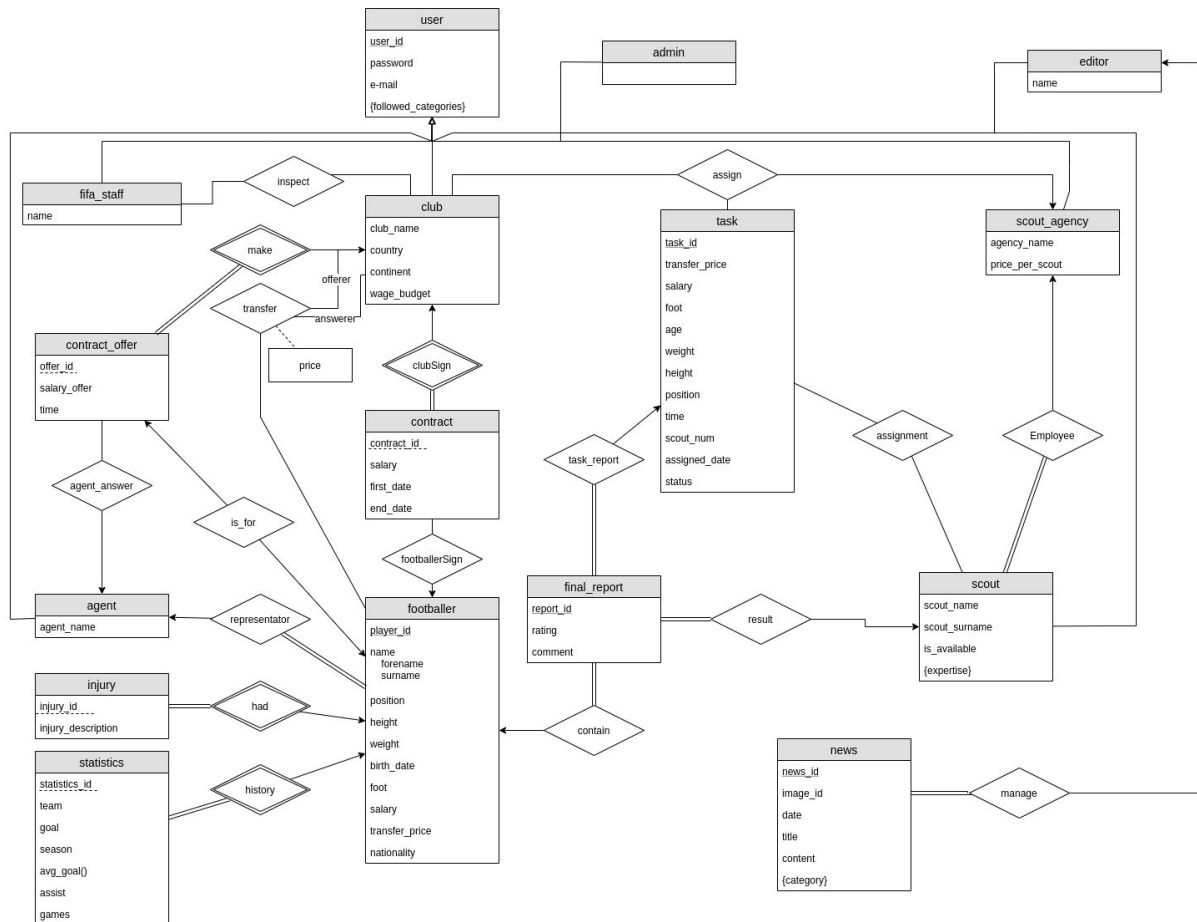 user
user_id
password
e-mail
{followed_categories}
admin
editor
name
fifa_staff
name
inspect
assign
club
club_name
country
continent
wage_budget
task
task_id
transfer_price
salary
foot
age
weight
height
position
time
scout_num
assigned_date
status
scout_agency
agency_name
price_per_scout
make
offerer
transfer
answerer
price
contract_offer
offer_id
salary_offer
time
clubSign
contract
contract_id
salary
first_date
end_date
agent_answer
is_for
footballerSign
task_report
assignment
Employee
agent
agent_name
representator
footballer
player_id
name
forename
surname
position
height
weight
birth_date
foot
salary
transfer_price
nationality
final_report
report_id
rating
comment
result
scout
scout_name
scout_surname
is_available
{expertise}
injury
injury_id
injury_description
had
contain
statistics
statistics_id
team
goal
season
avg_goal()
assist
games
history
news
news_id
image_id
date
title
content
{category}
manage